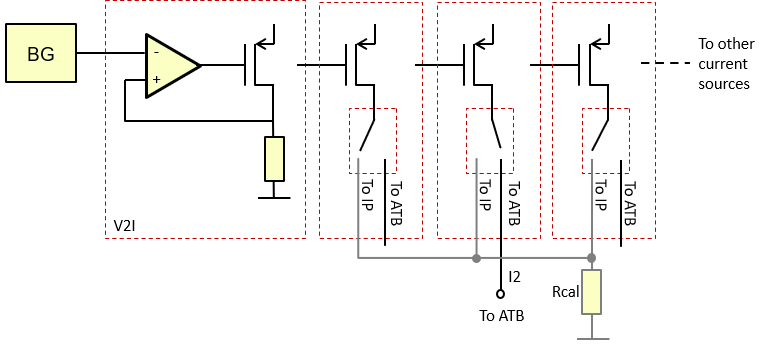 BG
-
+
V2I
To IP
To ATB
To IP
To ATB
To IP
To ATB
To other
current
sources
I2
To ATB
Rcal